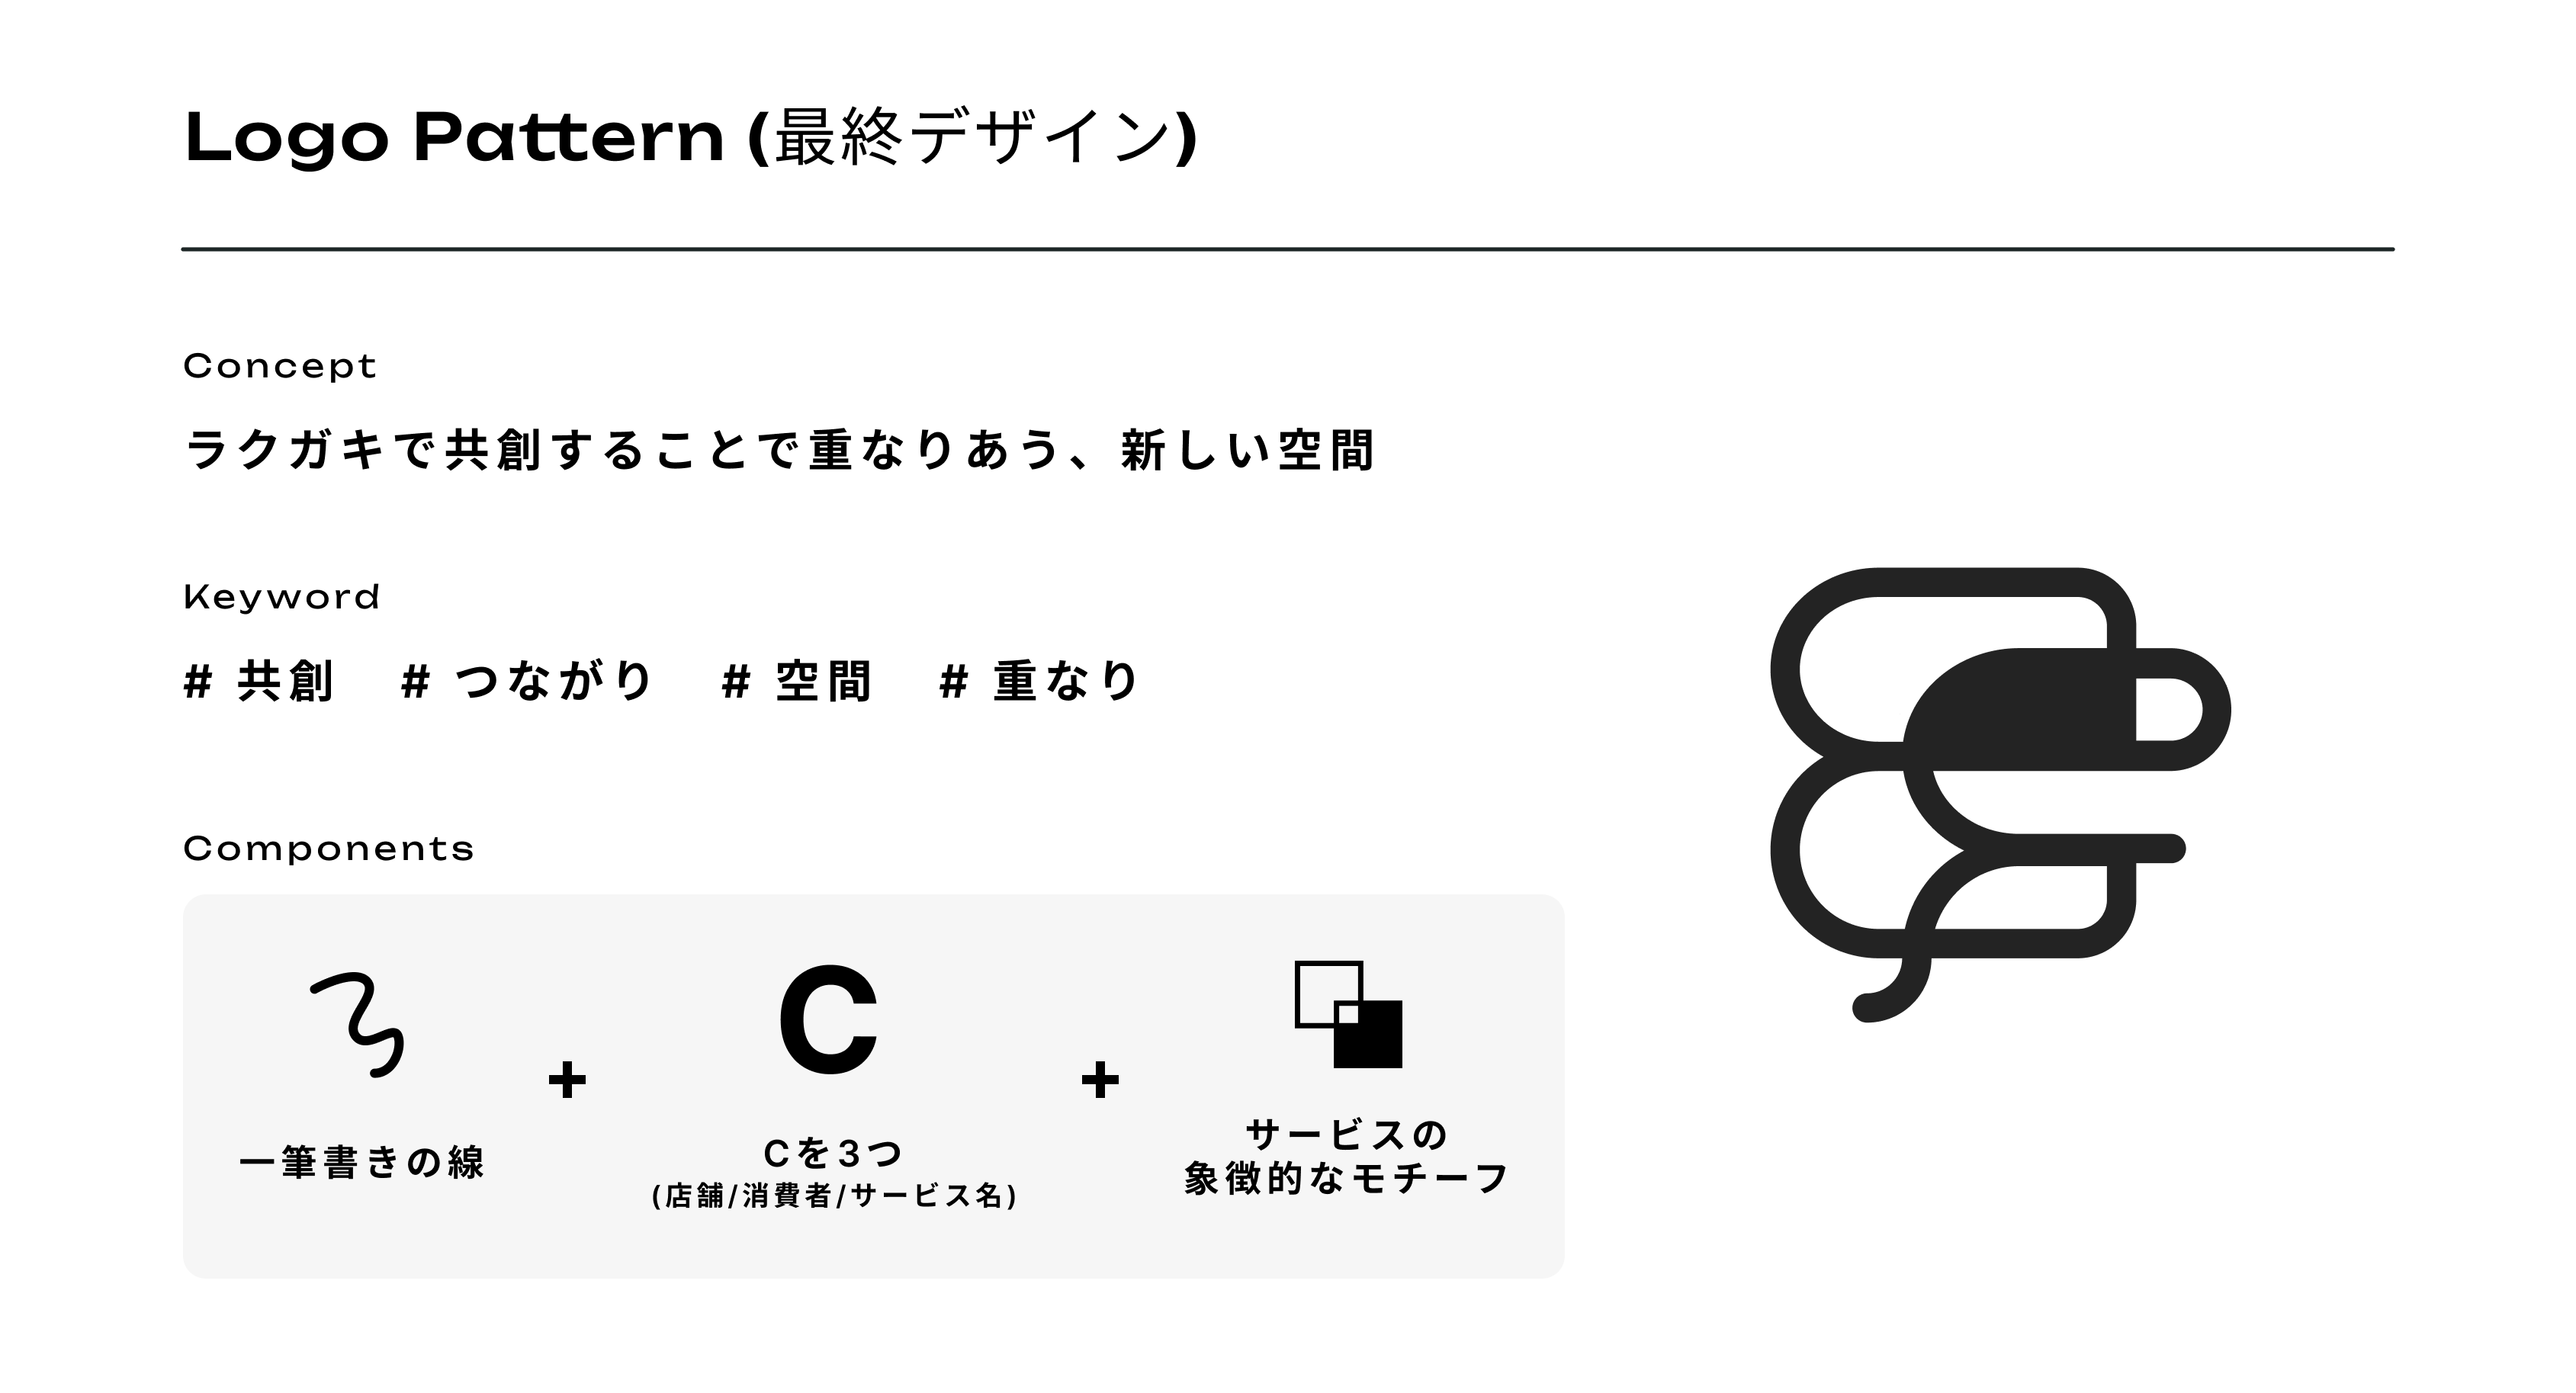 Logo Pattern (最終デザイン)
Concept
ラクガキで共創することで重なりあう、新しい空間
Keyword
# 共創 # つながり # 空間 # 重なり
Components
C
+
+
一筆書きの線
Cを3つ
(店舗/消費者/サービス名)
サービスの
象徴的なモチーフ